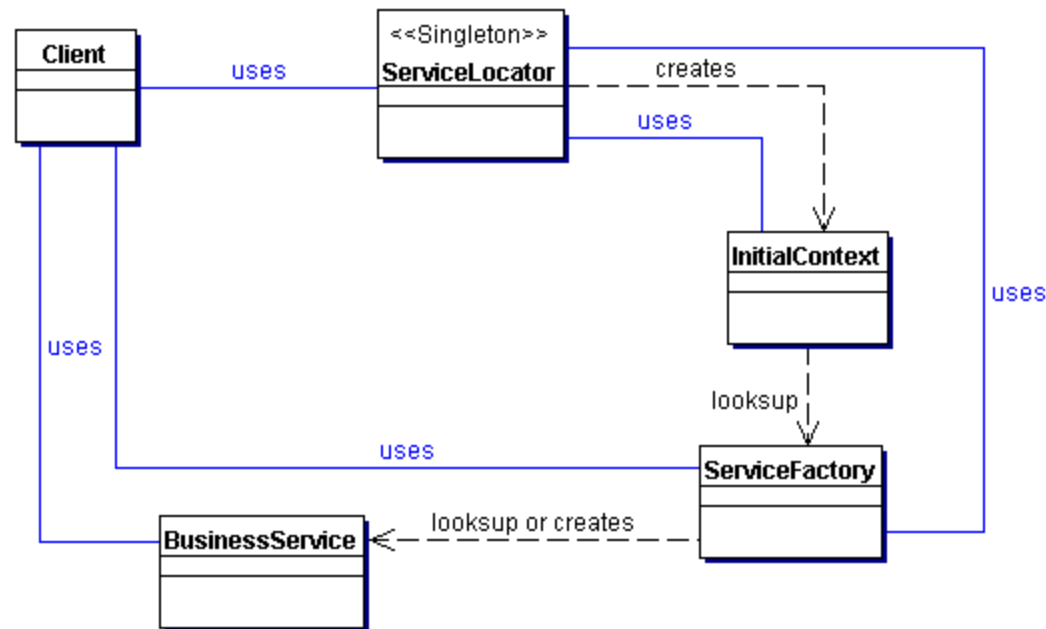 <<Singleton>>
Client
ServiceLocator
uses
creates
uses
InitialContext
uses
uses
looksup
uses
ServiceFactory
looksup or creates
BusinessService